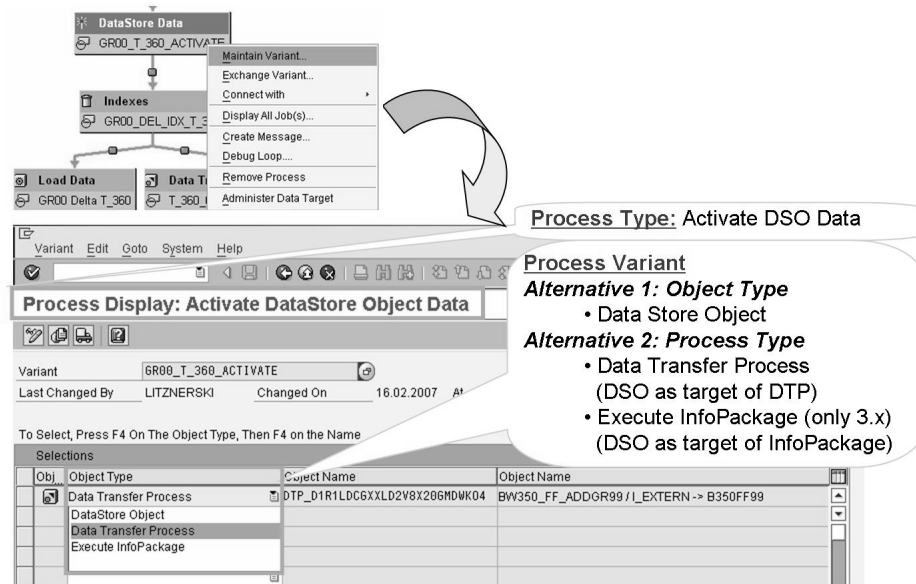 DataStore Data
GR00_T_360_ACTIVATE
Maintain Variant...
Exchange Variant...
Connect with
Display All Job(s)...
Create Message...
Debug Loop....
Remove Process
Administer Data Target
Indexes
GR00_DEL_IDX_T_3
Load Data
GR00 Delta T_360
Data T
T_360_
Process Type: Activate DSO Data
Process Variant
Alternative 1: Object Type
• Data Store Object
Alternative 2: Process Type
• Data Transfer Process
(DSO as target of DTP)
• Execute InfoPackage (only 3.x)
(DSO as target of InfoPackage)
Variant Edit Goto System Help
Process Display: Activate DataStore Object Data
Variant GR00_T_360_ACTIVATE
Last Changed By LITZNERSKI Changed On 16.02.2007 At
To Select, Press F4 On The Object Type, Then F4 on the Name
Selections
Obj... Object Type Object Name Object Name
Data Transfer Process DTP_D1R1LDCGXXLD2V8X206MDWK04 BW350_FF_ADDGR99 / I_EXTERN -> B350FF99
DataStore Object
Data Transfer Process
Execute InfoPackage